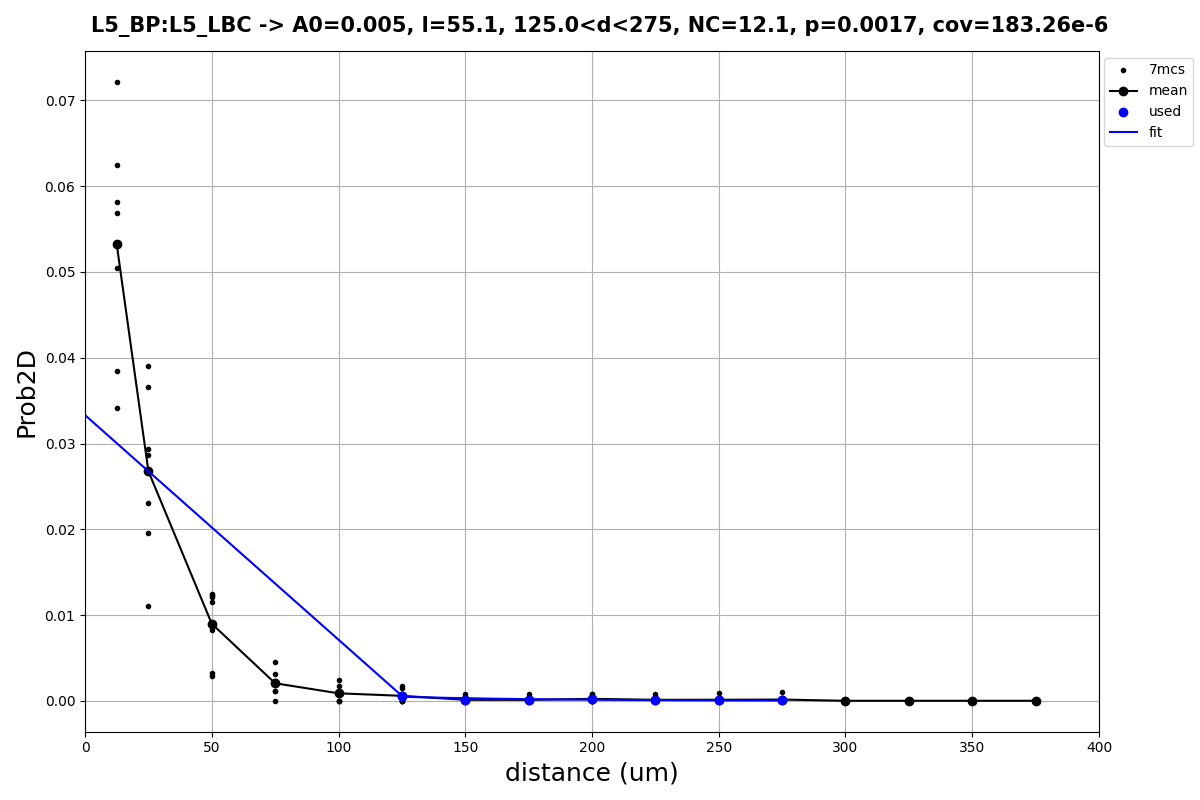 L5_BP:L5_LBC -> A0=0.005, l=55.1, 125.0<d<275, NC=12.1, p=0.0017, cov=183.26e-6
7mcs
mean
used
fit
0.07
0.06
0.05
0.04
0.03
0.02
0.01
0.00
Prob2D
0 50 100 150 200 250 300 350 400
distance (um)